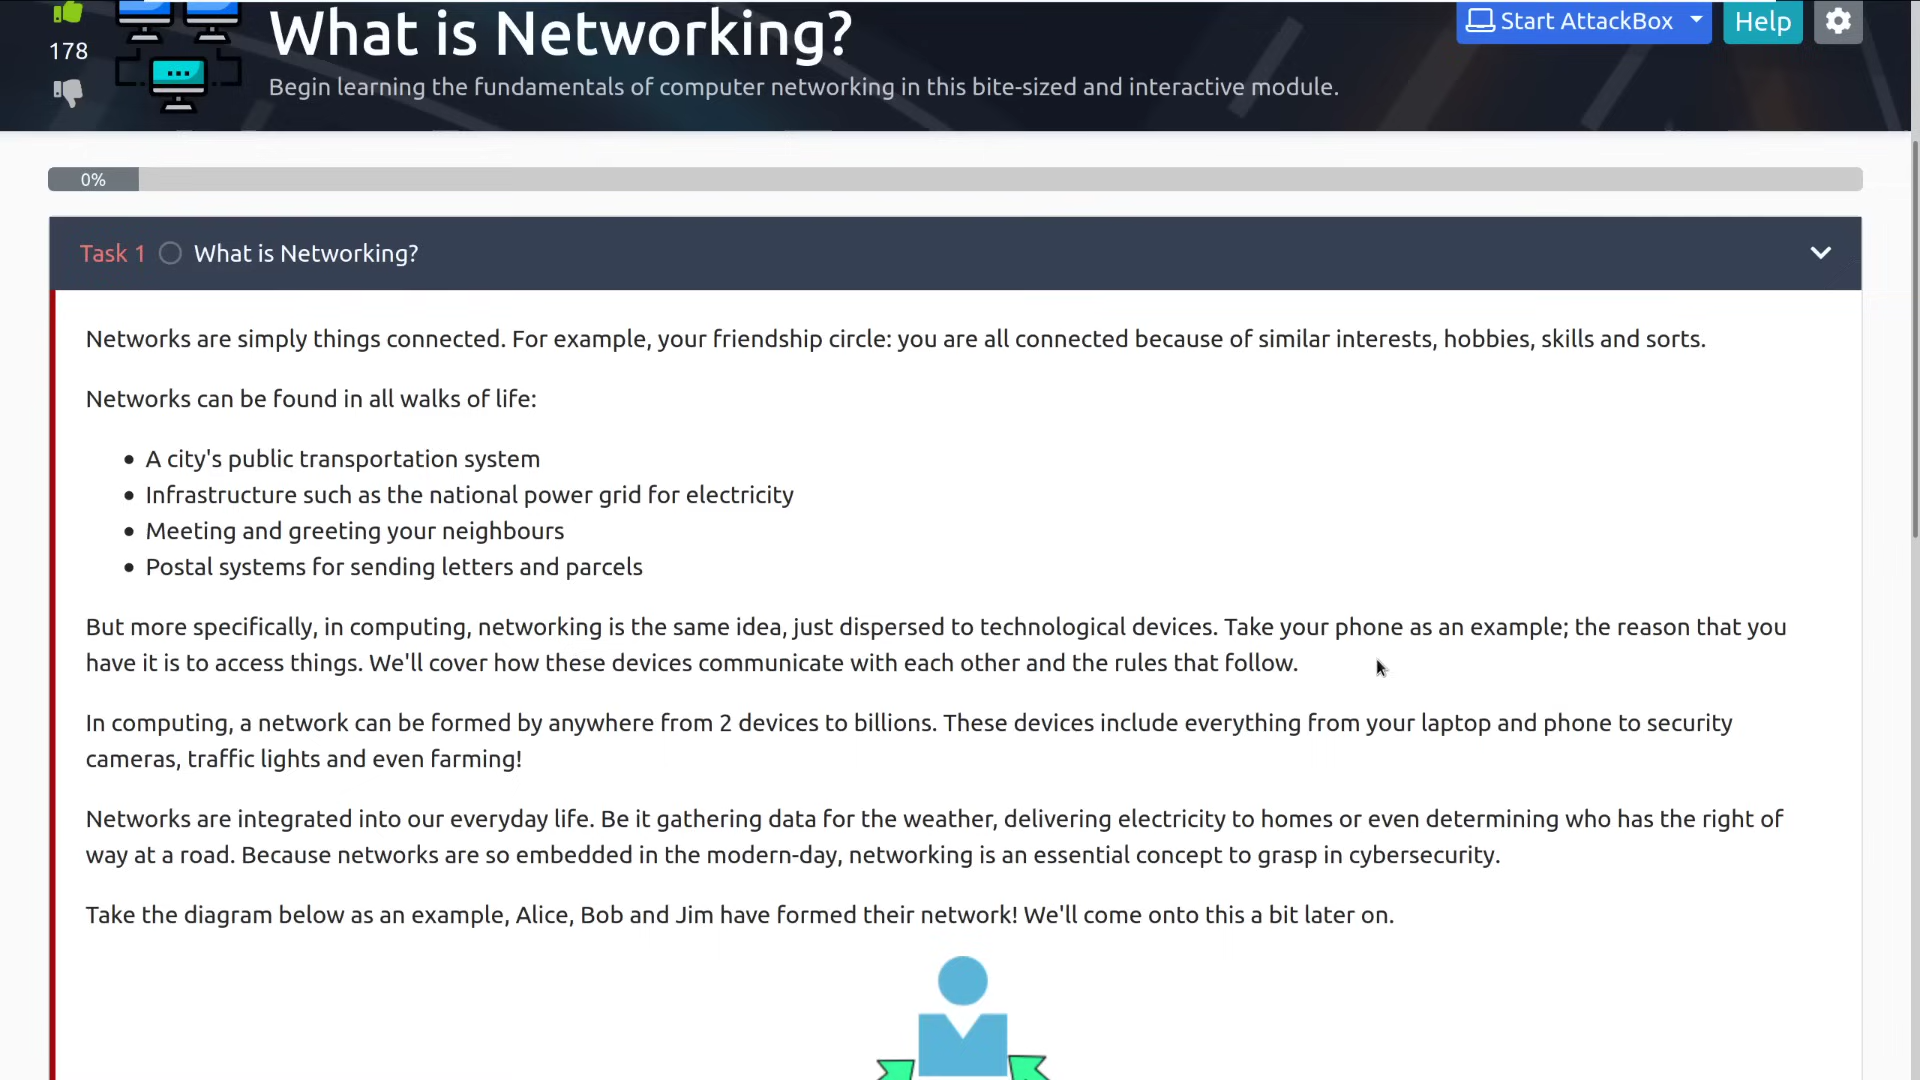 What is Networking?
Begin learning the fundamentals of computer networking in this bite-sized and interactive module.
178
Start AttackBox
Help
0%
Task 1
What is Networking?
Networks are simply things connected. For example, your friendship circle: you are all connected because of similar interests, hobbies, skills and sorts.
Networks can be found in all walks of life:
• A city's public transportation system
• Infrastructure such as the national power grid for electricity
• Meeting and greeting your neighbours
• Postal systems for sending letters and parcels
But more specifically, in computing, networking is the same idea, just dispersed to technological devices. Take your phone as an example; the reason that you
have it is to access things. We'll cover how these devices communicate with each other and the rules that follow.
In computing, a network can be formed by anywhere from 2 devices to billions. These devices include everything from your laptop and phone to security
cameras, traffic lights and even farming!
Networks are integrated into our everyday life. Be it gathering data for the weather, delivering electricity to homes or even determining who has the right of
way at a road. Because networks are so embedded in the modern-day, networking is an essential concept to grasp in cybersecurity.
Take the diagram below as an example, Alice, Bob and Jim have formed their network! We'll come onto this a bit later on.